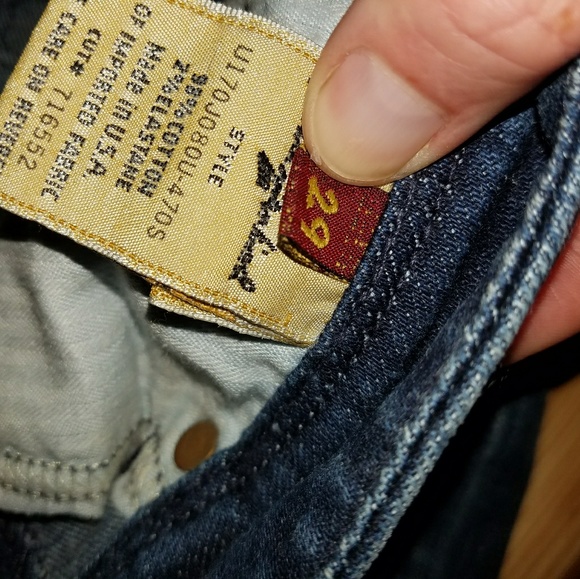 29
STYLE
U170J080U-470S
98% COTTON
2% ELASTANE
Made in U.S.A.
OF IMPORTED FABRIC
CUT# 716552
CARE ON REVERSE